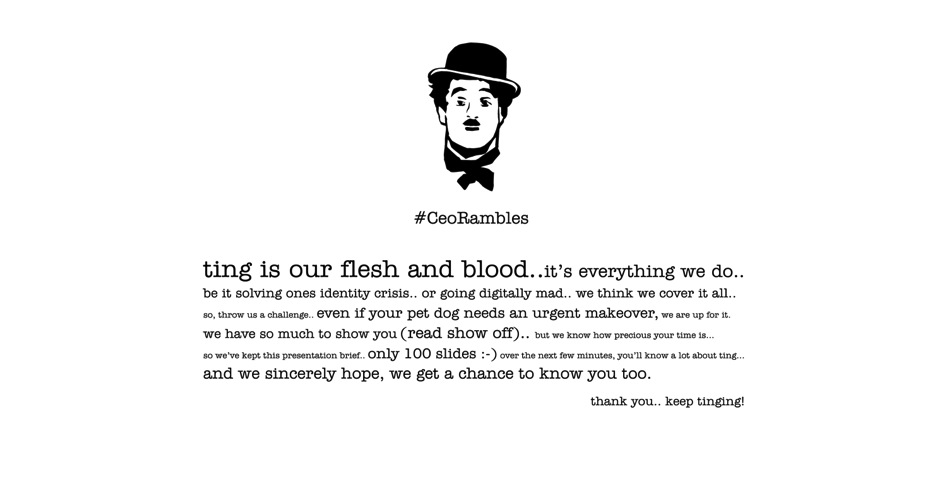 #CeoRambles
ting is our flesh and blood..it's everything we do..
be it solving ones identity crisis.. or going digitally mad.. we think we cover it all..
so, throw us a challenge.. even if your pet dog needs an urgent makeover, we are up for it.
we have so much to show you (read show off).. but we know how precious your time is...
so we've kept this presentation brief.. only 100 slides :-) over the next few minutes, you'll know a lot about ting...
and we sincerely hope, we get a chance to know you too.
thank you.. keep tinging!